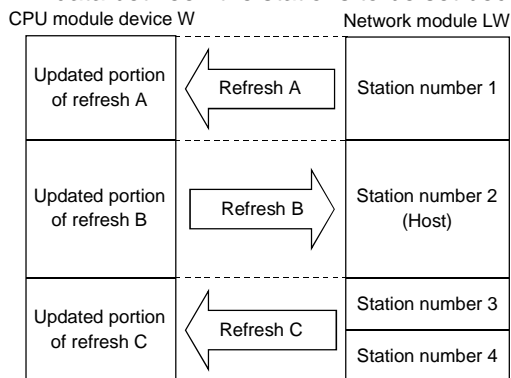 CPU module device W
Network module LW
Updated portion
of refresh A
Refresh A
Station number 1
Updated portion
of refresh B
Refresh B
Station number 2
(Host)
Updated portion
of refresh C
Refresh C
Station number 3
Station number 4